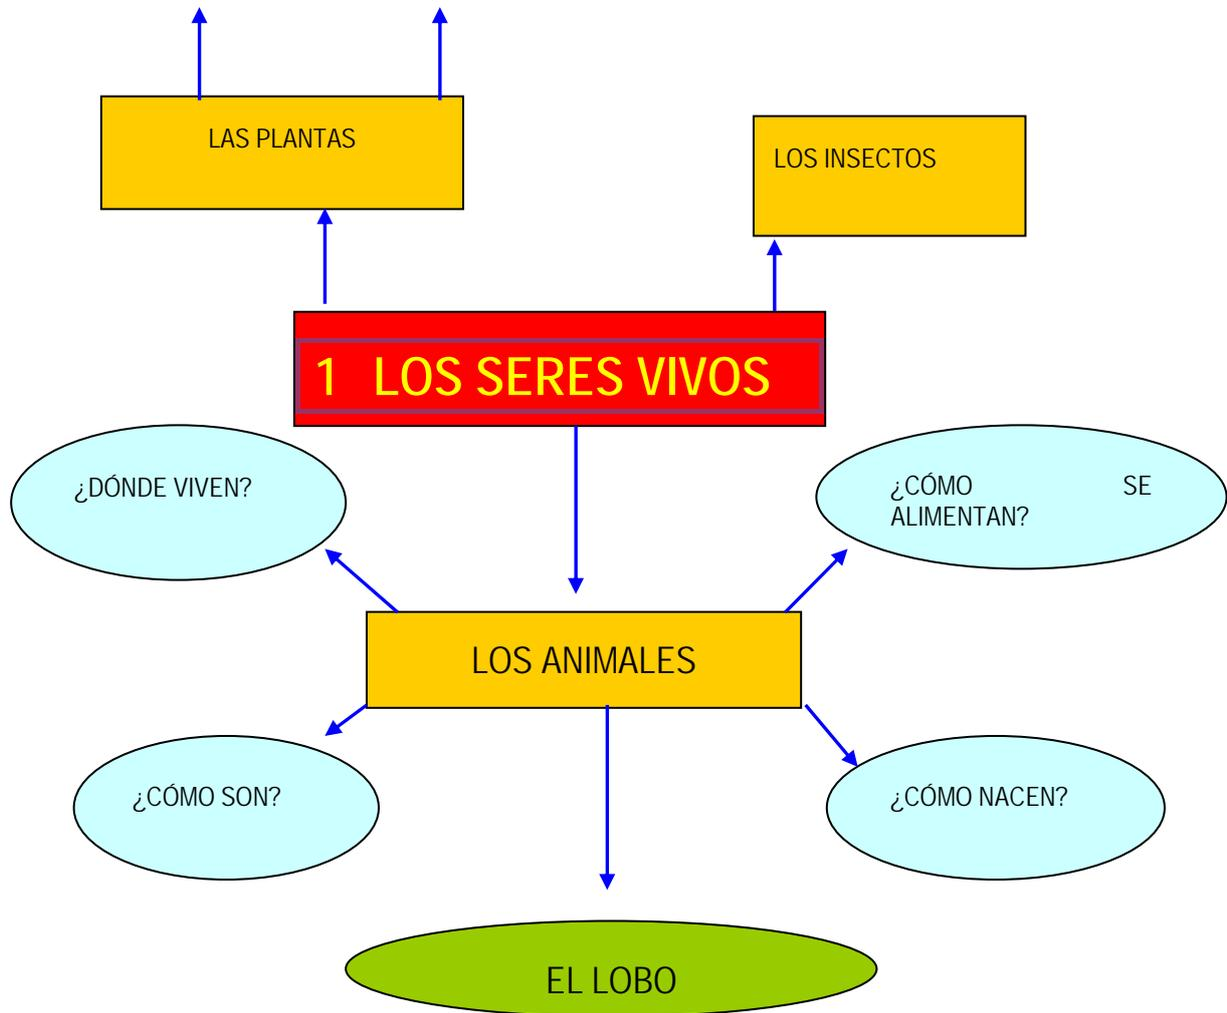 LAS PLANTAS
LOS INSECTOS
1 LOS SERES VIVOS
¿DÓNDE VIVEN?
¿CÓMO SE
ALIMENTAN?
LOS ANIMALES
¿CÓMO SON?
¿CÓMO NACEN?
EL LOBO